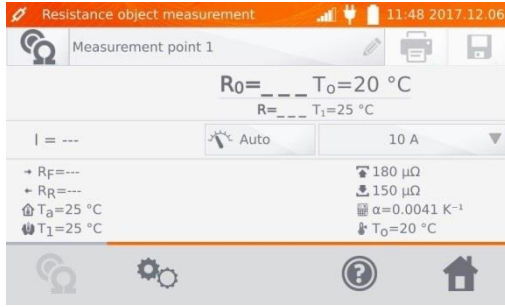 Resistance object measurement 11:48 2017.12.06
Measurement point 1
R₀=_ _ _ T₀=20 °C
R=_ _ _ T₁=25 °C
I = --- Auto 10 A
R_F=--- 180 μΩ
R_R=--- 150 μΩ
Tₐ=25 °C α=0.0041 K⁻¹
T₁=25 °C T₀=20 °C